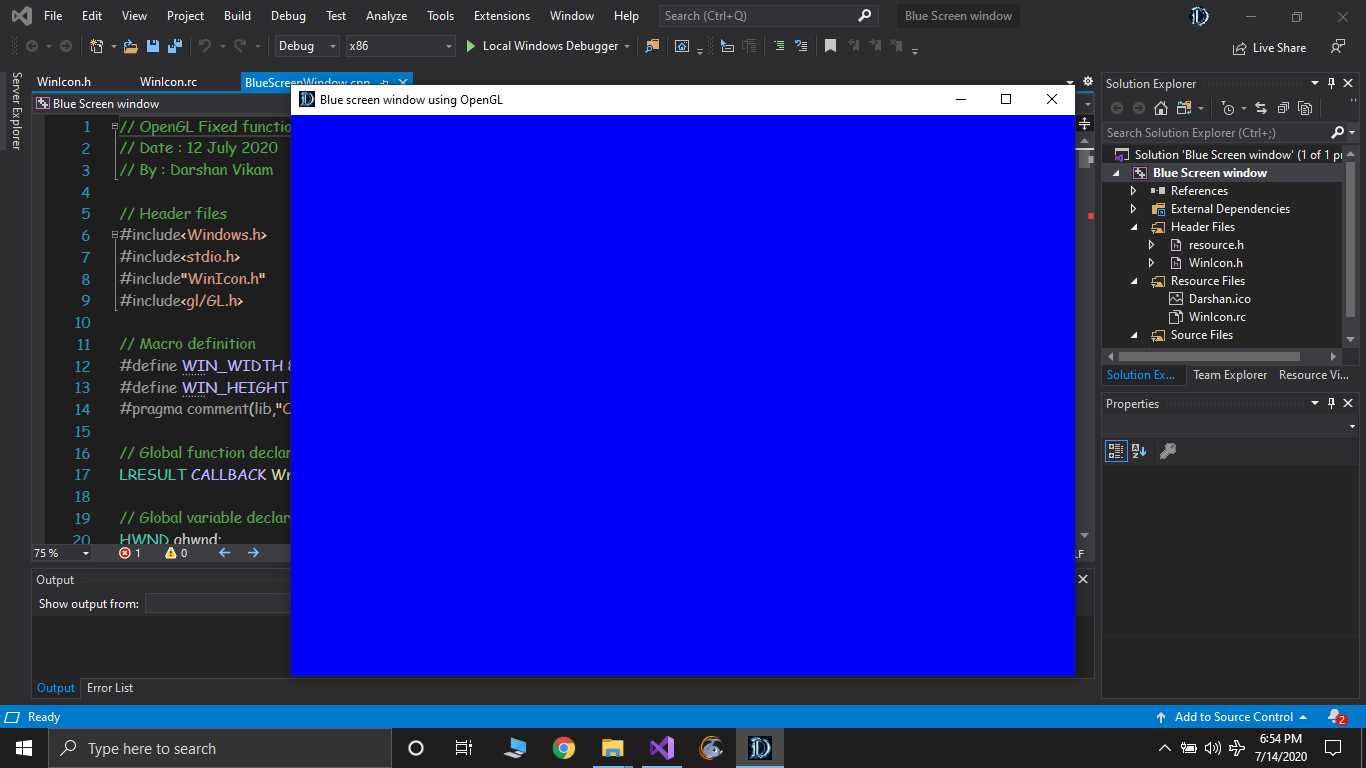 File Edit View Project Build Debug Test Analyze Tools Extensions Window Help Search (Ctrl+Q) Blue Screen window
Debug x86 Local Windows Debugger Live Share
Server Explorer
WinIcon.h WinIcon.rc BlueScreenWindow.cpp
Blue Screen window
Blue screen window using OpenGL
1 // OpenGL Fixed functio
2 // Date : 12 July 2020
3 // By : Darshan Vikam
4
5 // Header files
6 #include<Windows.h>
7 #include<stdio.h>
8 #include"WinIcon.h"
9 #include<gl/GL.h>
10
11 // Macro definition
12 #define WIN_WIDTH
13 #define WIN_HEIGHT
14 #pragma comment(lib,"
15
16 // Global function declar
17 LRESULT CALLBACK
18
19 // Global variable declar
20 HWND ghwnd;
75 % 1 0
Output
Show output from:
Output Error List
Solution Explorer
Search Solution Explorer (Ctrl+;)
Solution 'Blue Screen window' (1 of 1 pr
Blue Screen window
References
External Dependencies
Header Files
resource.h
WinIcon.h
Resource Files
Darshan.ico
WinIcon.rc
Source Files
Solution Ex... Team Explorer Resource Vi...
Properties
Ready Add to Source Control 2
Type here to search
6:54 PM
7/14/2020